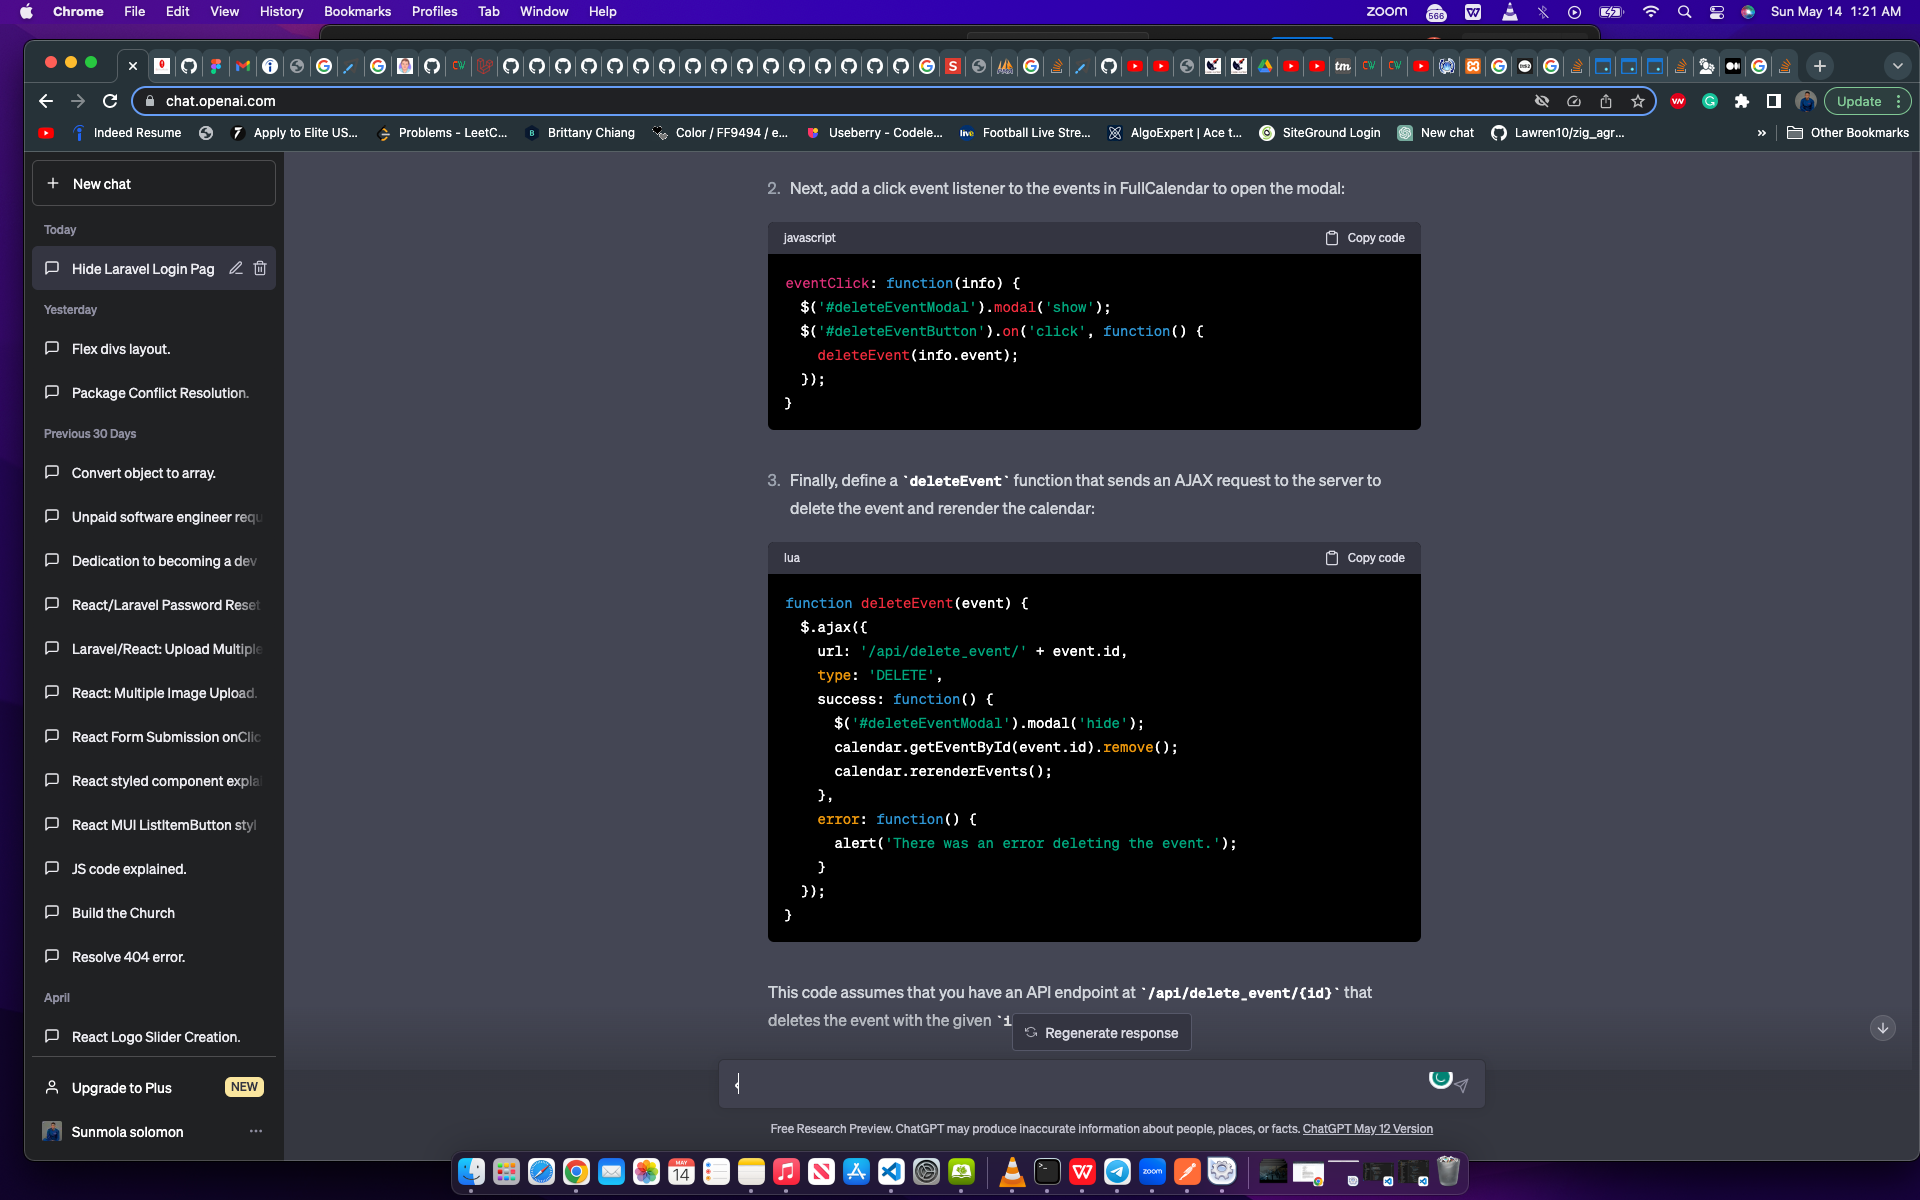 Chrome File Edit View History Bookmarks Profiles Tab Window Help
zoom 566 Sun May 14 1:21 AM
chat.openai.com
Update
Indeed Resume Apply to Elite US... Problems - LeetC... Brittany Chiang Color / FF9494 / e... Useberry - Codele... Football Live Stre... AlgoExpert | Ace t... SiteGround Login New chat Lawren10/zig_agr... » Other Bookmarks
+ New chat
Today
Hide Laravel Login Pag
Yesterday
Flex divs layout.
Package Conflict Resolution.
Previous 30 Days
Convert object to array.
Unpaid software engineer requ
Dedication to becoming a dev
React/Laravel Password Reset
Laravel/React: Upload Multiple
React: Multiple Image Upload.
React Form Submission onClic
React styled component explai
React MUI ListItemButton styl
JS code explained.
Build the Church
Resolve 404 error.
April
React Logo Slider Creation.
Upgrade to Plus NEW
Sunmola solomon ...
2. Next, add a click event listener to the events in FullCalendar to open the modal:
javascript Copy code
eventClick: function(info) {
$('#deleteEventModal').modal('show');
$('#deleteEventButton').on('click', function() {
deleteEvent(info.event);
});
}
3. Finally, define a `deleteEvent` function that sends an AJAX request to the server to
delete the event and rerender the calendar:
lua Copy code
function deleteEvent(event) {
$.ajax({
url: '/api/delete_event/' + event.id,
type: 'DELETE',
success: function() {
$('#deleteEventModal').modal('hide');
calendar.getEventById(event.id).remove();
calendar.rerenderEvents();
},
error: function() {
alert('There was an error deleting the event.');
}
});
}
This code assumes that you have an API endpoint at `/api/delete_event/{id}` that
deletes the event with the given `i
Regenerate response
Free Research Preview. ChatGPT may produce inaccurate information about people, places, or facts. ChatGPT May 12 Version
MAY
14
zoom